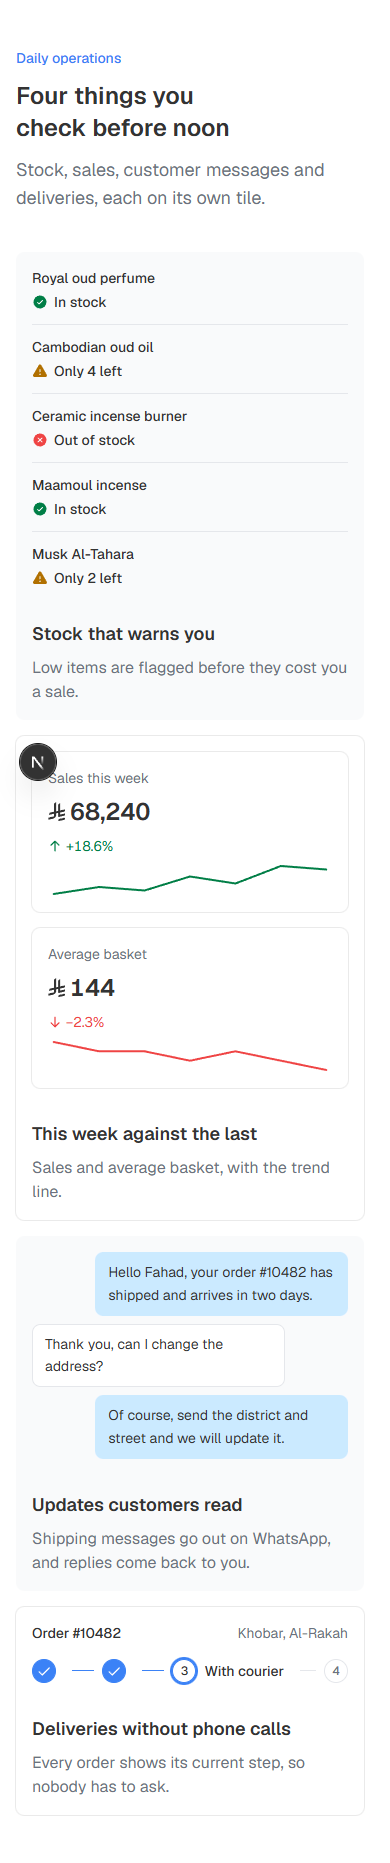 Daily operations
Four things you
check before noon
Stock, sales, customer messages and
deliveries, each on its own tile.
Royal oud perfume
In stock
Cambodian oud oil
Only 4 left
Ceramic incense burner
Out of stock
Maamoul incense
In stock
Musk Al-Tahara
Only 2 left
Stock that warns you
Low items are flagged before they cost you
a sale.
N
Sales this week
68,240
↑ +18.6%
Average basket
144
↓ −2.3%
This week against the last
Sales and average basket, with the trend
line.
Hello Fahad, your order #10482 has
shipped and arrives in two days.
Thank you, can I change the
address?
Of course, send the district and
street and we will update it.
Updates customers read
Shipping messages go out on WhatsApp,
and replies come back to you.
Order #10482 Khobar, Al-Rakah
3 With courier 4
Deliveries without phone calls
Every order shows its current step, so
nobody has to ask.